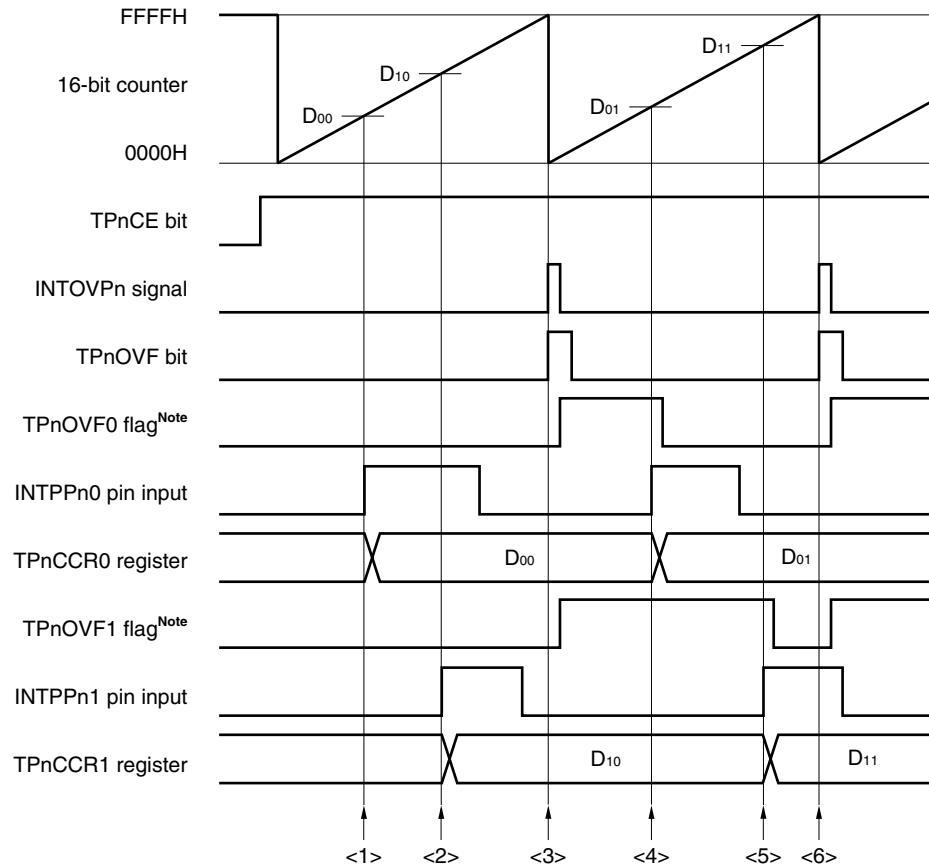 FFFFH
16-bit counter
0000H
D00
D10
D01
D11
TPnCE bit
INTOVPn signal
TPnOVF bit
TPnOVF0 flagNote
INTPPn0 pin input
TPnCCR0 register
D00
D01
TPnOVF1 flagNote
INTPPn1 pin input
TPnCCR1 register
D10
D11
<1> <2> <3> <4> <5> <6>